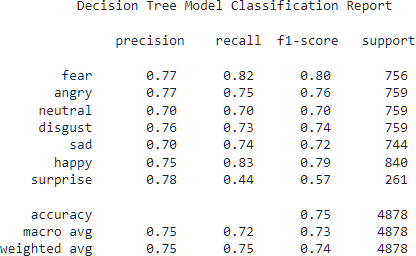 Decision Tree Model Classification Report
precision recall f1-score support
fear 0.77 0.82 0.80 756
angry 0.77 0.75 0.76 759
neutral 0.70 0.70 0.70 759
disgust 0.76 0.73 0.74 759
sad 0.70 0.74 0.72 744
happy 0.75 0.83 0.79 840
surprise 0.78 0.44 0.57 261
accuracy 0.75 4878
macro avg 0.75 0.72 0.73 4878
weighted avg 0.75 0.75 0.74 4878